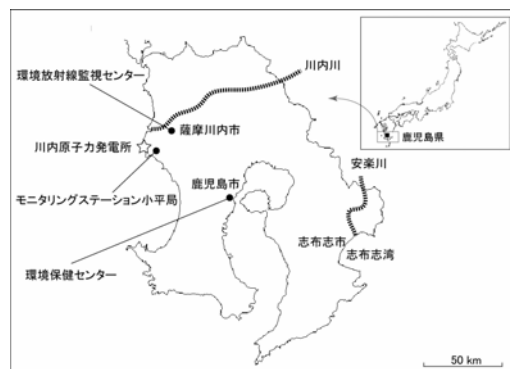 川内川
環境放射線監視センター
薩摩川内市
川内原子力発電所
鹿児島県
安楽川
モニタリングステーション小平局
鹿児島市
志布志市
志布志湾
環境保健センター
50 km